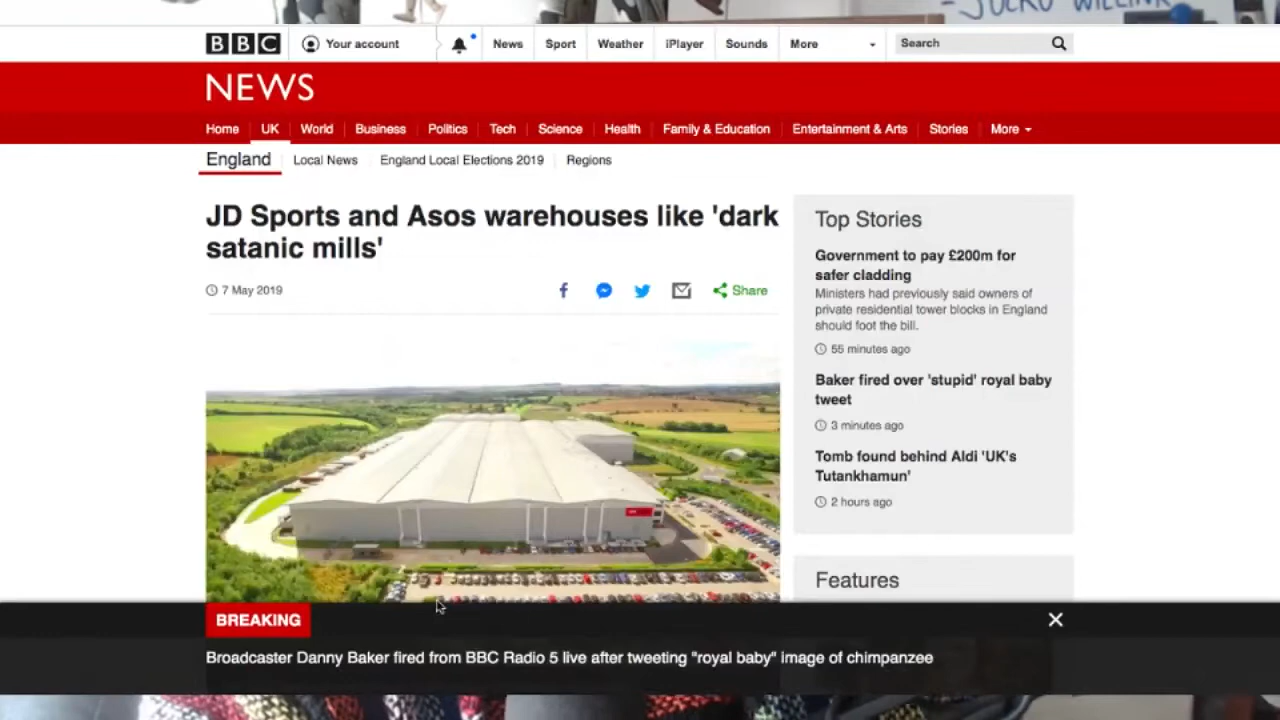 - JOCKO WILLINK
BBC
Your account
News
Sport
Weather
iPlayer
Sounds
More
Search
NEWS
Home
UK
World
Business
Politics
Tech
Science
Health
Family & Education
Entertainment & Arts
Stories
More
England
Local News
England Local Elections 2019
Regions
JD Sports and Asos warehouses like 'dark
satanic mills'
7 May 2019
Share
Top Stories
Government to pay £200m for
safer cladding
Ministers had previously said owners of
private residential tower blocks in England
should foot the bill.
55 minutes ago
Baker fired over 'stupid' royal baby
tweet
3 minutes ago
Tomb found behind Aldi 'UK's
Tutankhamun'
2 hours ago
Features
BREAKING
Broadcaster Danny Baker fired from BBC Radio 5 live after tweeting "royal baby" image of chimpanzee